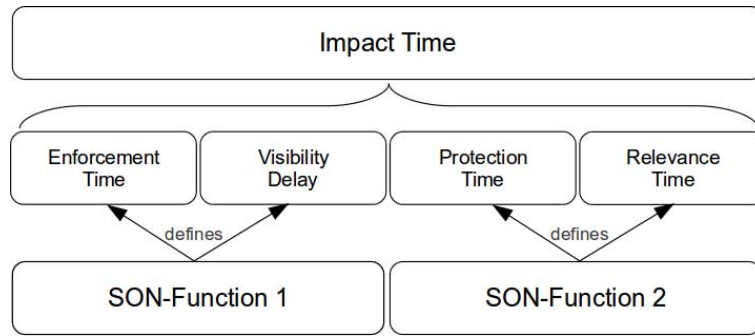 Impact Time
Enforcement
Time
Visibility
Delay
Protection
Time
Relevance
Time
defines
defines
SON-Function 1
SON-Function 2